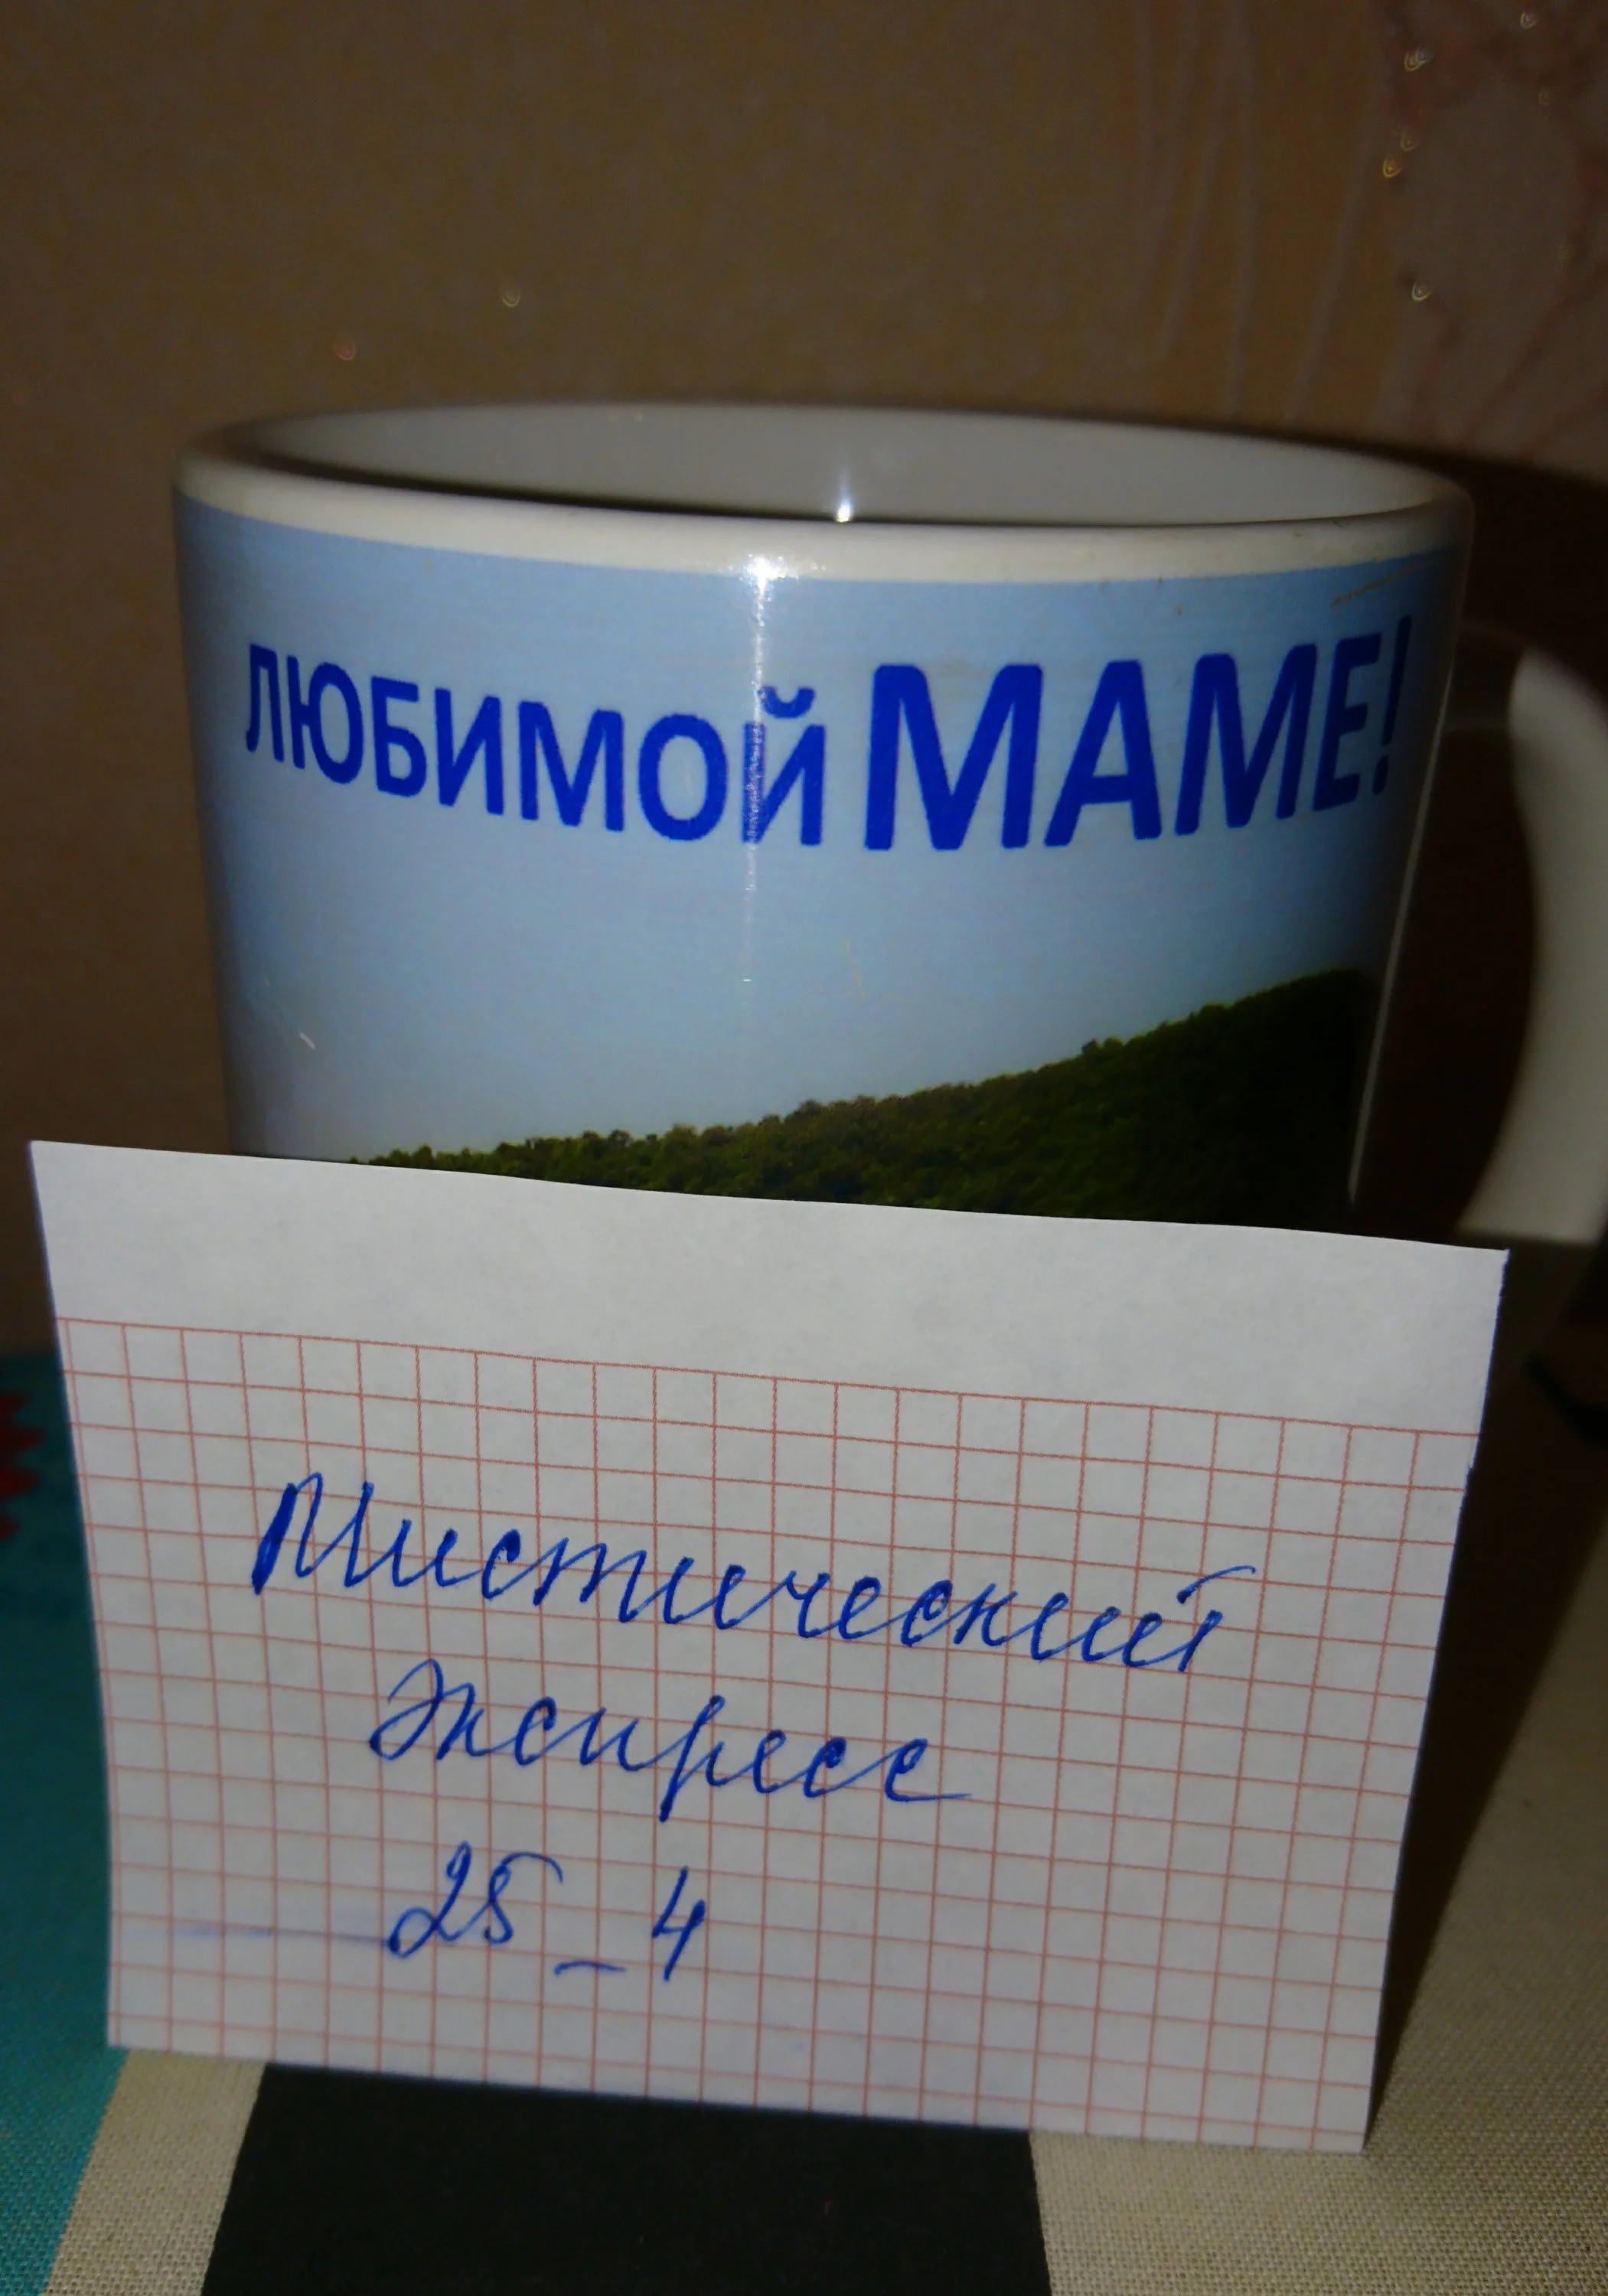 ЛЮБИМОЙ МАМЕ!
Мистический
Экспресс
25_4